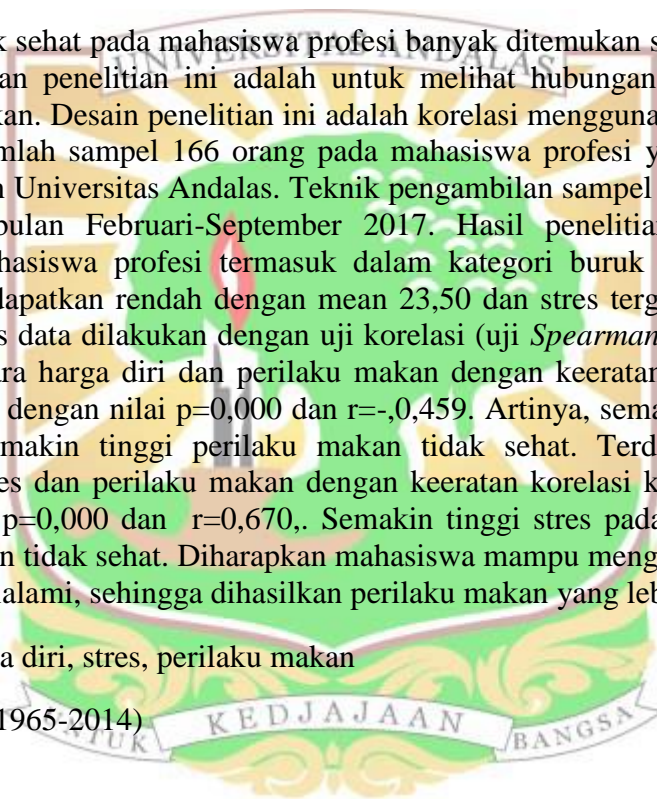 k sehat pada mahasiswa profesi banyak ditemukan s
UNIVERSITAS ANDALAS
an penelitian ini adalah untuk melihat hubungan
kan. Desain penelitian ini adalah korelasi mengguna
mlah sampel 166 orang pada mahasiswa profesi y
n Universitas Andalas. Teknik pengambilan sampel
bulan Februari-September 2017. Hasil penelitian
hasiswa profesi termasuk dalam kategori buruk
dapatkan rendah dengan mean 23,50 dan stres terg
s data dilakukan dengan uji korelasi (uji Spearman
ara harga diri dan perilaku makan dengan keeratan
dengan nilai p=0,000 dan r=-,0,459. Artinya, sema
makin tinggi perilaku makan tidak sehat. Terd
es dan perilaku makan dengan keeratan korelasi k
p=0,000 dan r=0,670,. Semakin tinggi stres pada
n tidak sehat. Diharapkan mahasiswa mampu meng
alami, sehingga dihasilkan perilaku makan yang leb
a diri, stres, perilaku makan
1965-2014)
UNTUK KEDJAJAAN BANGSA